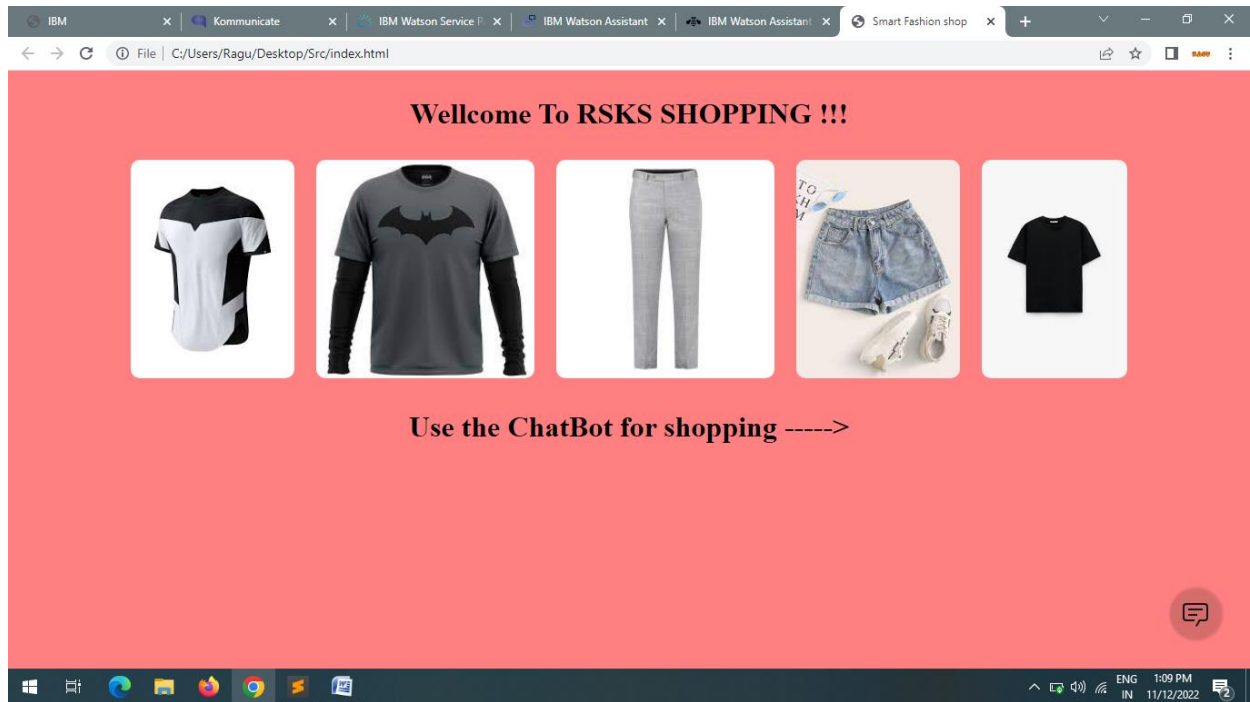 IBM
Kommunicate
IBM Watson Service P
IBM Watson Assistant
IBM Watson Assistant
Smart Fashion shop
File | C:/Users/Ragu/Desktop/Src/index.html
Wellcome To RSKS SHOPPING !!!
TO
Use the ChatBot for shopping ----->
ENG 1:09 PM
IN 11/12/2022
2